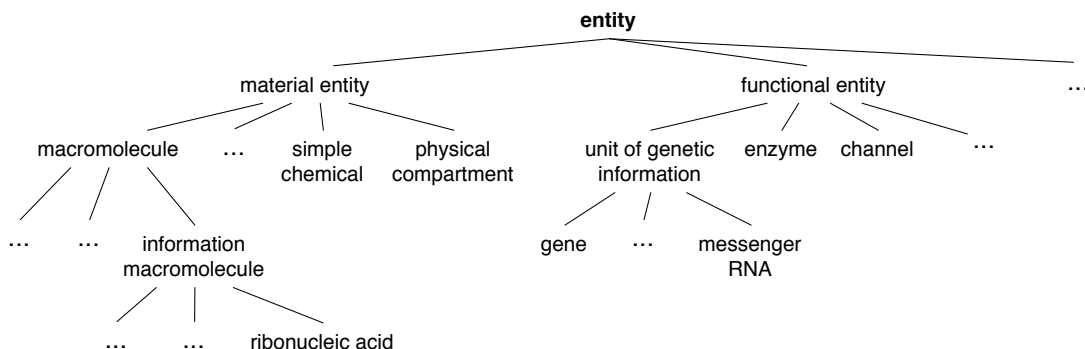 entity
material entity
functional entity
...
macromolecule
...
simple
chemical
physical
compartment
unit of genetic
information
enzyme
channel
...
...
...
information
macromolecule
gene
...
messenger
RNA
...
...
ribonucleic acid